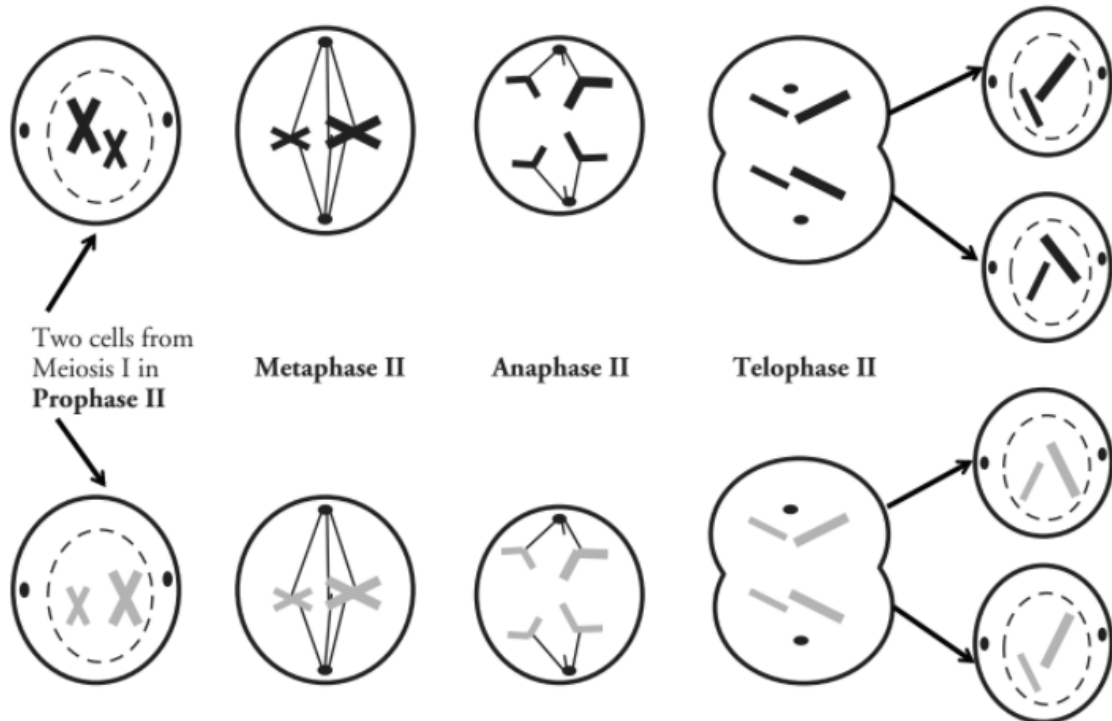 Two cells from
Meiosis I in
Prophase II
Metaphase II
Anaphase II
Telophase II